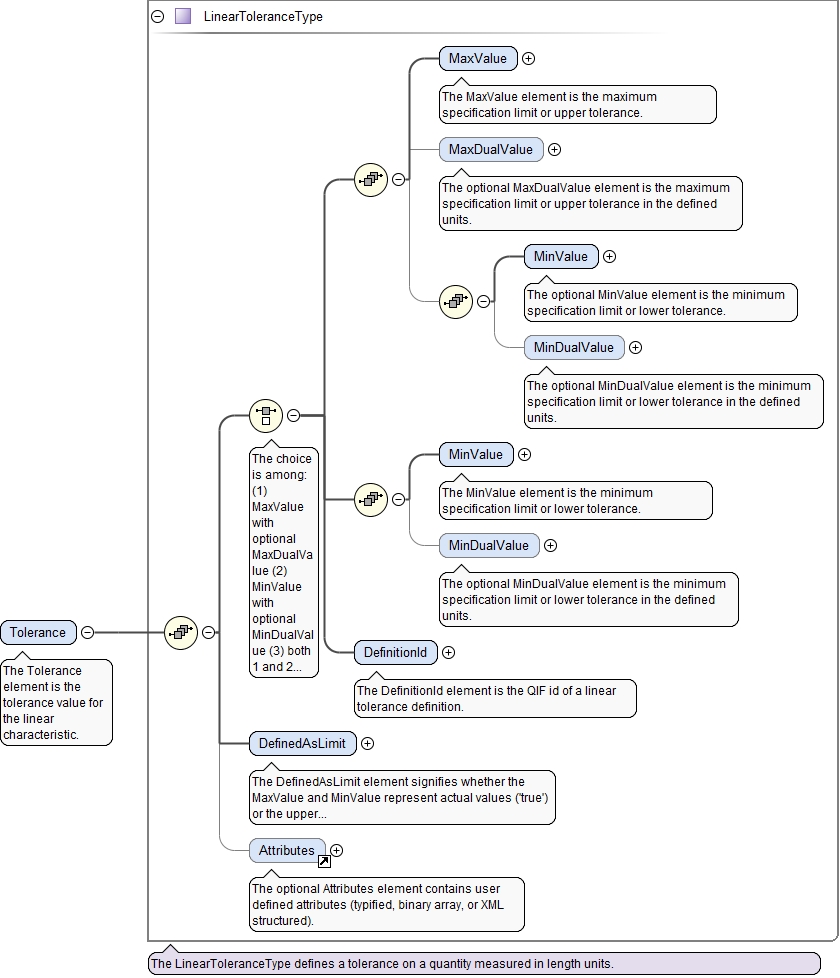 LinearToleranceType
MaxValue
The MaxValue element is the maximum
specification limit or upper tolerance.
MaxDualValue
The optional MaxDualValue element is the maximum
specification limit or upper tolerance in the defined
units.
MinValue
The optional MinValue element is the minimum
specification limit or lower tolerance.
MinDualValue
The optional MinDualValue element is the minimum
specification limit or lower tolerance in the defined
units.
The choice
is among:
(1)
MaxValue
with
optional
MaxDualVa
lue (2)
MinValue
with
optional
MinDualVal
ue (3) both
1 and 2...
MinValue
The MinValue element is the minimum
specification limit or lower tolerance.
MinDualValue
The optional MinDualValue element is the minimum
specification limit or lower tolerance in the defined
units.
DefinitionId
The DefinitionId element is the QIF id of a linear
tolerance definition.
Tolerance
The Tolerance
element is the
tolerance value for
the linear
characteristic.
DefinedAsLimit
The DefinedAsLimit element signifies whether the
MaxValue and MinValue represent actual values ('true')
or the upper...
Attributes
The optional Attributes element contains user
defined attributes (typified, binary array, or XML
structured).
The LinearToleranceType defines a tolerance on a quantity measured in length units.